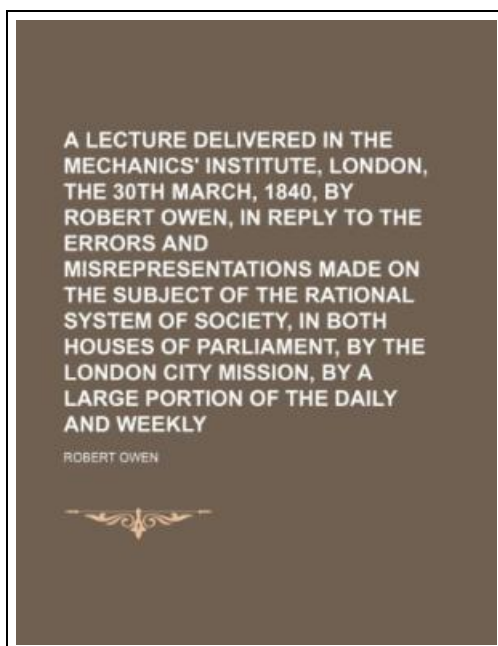 A LECTURE DELIVERED IN THE
MECHANICS' INSTITUTE, LONDON,
THE 30TH MARCH, 1840, BY
ROBERT OWEN, IN REPLY TO THE
ERRORS AND
MISREPRESENTATIONS MADE ON
THE SUBJECT OF THE RATIONAL
SYSTEM OF SOCIETY, IN BOTH
HOUSES OF PARLIAMENT, BY THE
LONDON CITY MISSION, BY A
LARGE PORTION OF THE DAILY
AND WEEKLY
ROBERT OWEN